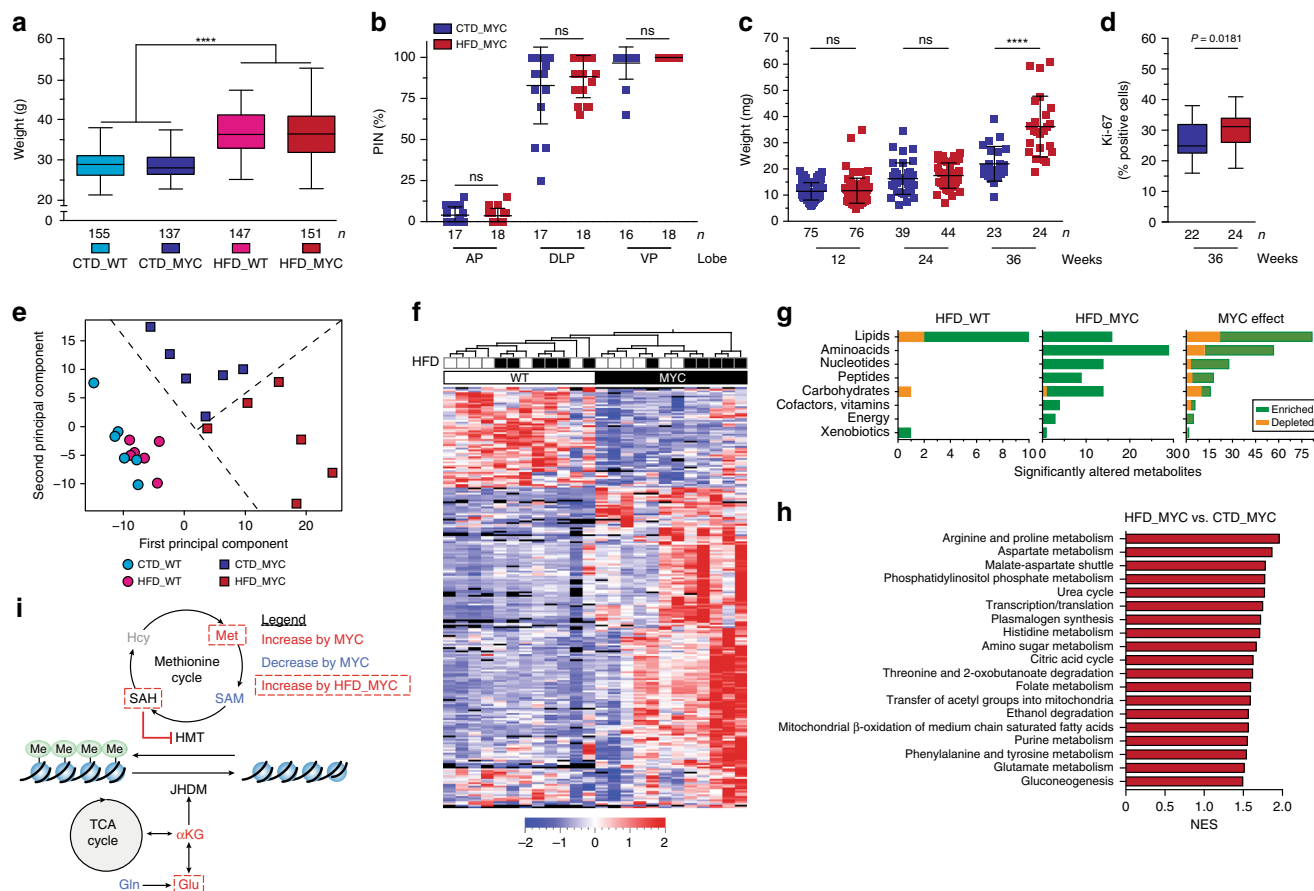 a
****
Weight (g)
60
50
40
30
20
0
155 137 147 151 n
CTD_WT CTD_MYC HFD_WT HFD_MYC
b
CTD_MYC
HFD_MYC
ns ns
ns
PIN (%)
100
75
50
25
0
17 18 17 18 16 18 n
AP DLP VP Lobe
c
ns ns ****
Weight (mg)
70
60
50
40
30
20
10
0
75 76 39 44 23 24 n
12 24 36 Weeks
d
P = 0.0181
Ki-67
(% positive cells)
60
50
40
30
20
10
0
22 24 n
36 Weeks
e
Second principal component
15
10
5
0
−5
−10
−10 0 10 20
First principal component
CTD_WT CTD_MYC
HFD_WT HFD_MYC
f
HFD
WT MYC
−2 −1 0 1 2
g
HFD_WT HFD_MYC MYC effect
Lipids
Aminoacids
Nucleotides
Peptides
Carbohydrates
Cofactors, vitamins
Energy
Xenobiotics
Enriched
Depleted
0 2 4 6 8 10 0 10 20 30 0 15 30 45 60 75
Significantly altered metabolites
h
HFD_MYC vs. CTD_MYC
Arginine and proline metabolism
Aspartate metabolism
Malate-aspartate shuttle
Phosphatidylinositol phosphate metabolism
Urea cycle
Transcription/translation
Plasmalogen synthesis
Histidine metabolism
Amino sugar metabolism
Citric acid cycle
Threonine and 2-oxobutanoate degradation
Folate metabolism
Transfer of acetyl groups into mitochondria
Ethanol degradation
Mitochondrial β-oxidation of medium chain saturated fatty acids
Purine metabolism
Phenylalanine and tyrosine metabolism
Glutamate metabolism
Gluconeogenesis
0 0.5 1.0 1.5 2.0
NES
i
Legend
Increase by MYC
Decrease by MYC
Increase by HFD_MYC
Hcy Met
Methionine
cycle
SAH SAM
HMT
Me Me Me Me
JHDM
TCA
cycle
αKG
Gln Glu